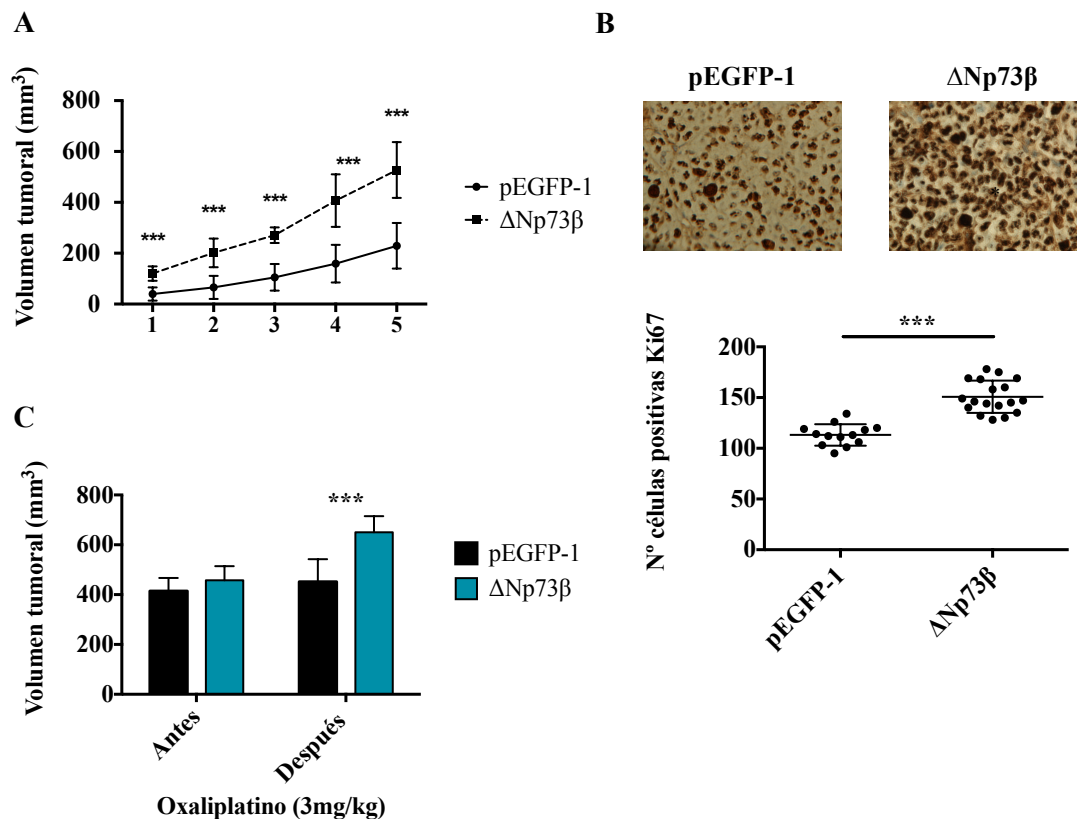 A
Volumen tumoral (mm³)
800
600
400
200
0
***
***
***
***
***
1
2
3
4
5
pEGFP-1
ΔNp73β
B
pEGFP-1
ΔNp73β
*
Nº células positivas Ki67
200
150
100
50
0
***
pEGFP-1
ΔNp73β
C
Volumen tumoral (mm³)
800
600
400
200
0
***
Antes
Después
Oxaliplatino (3mg/kg)
pEGFP-1
ΔNp73β